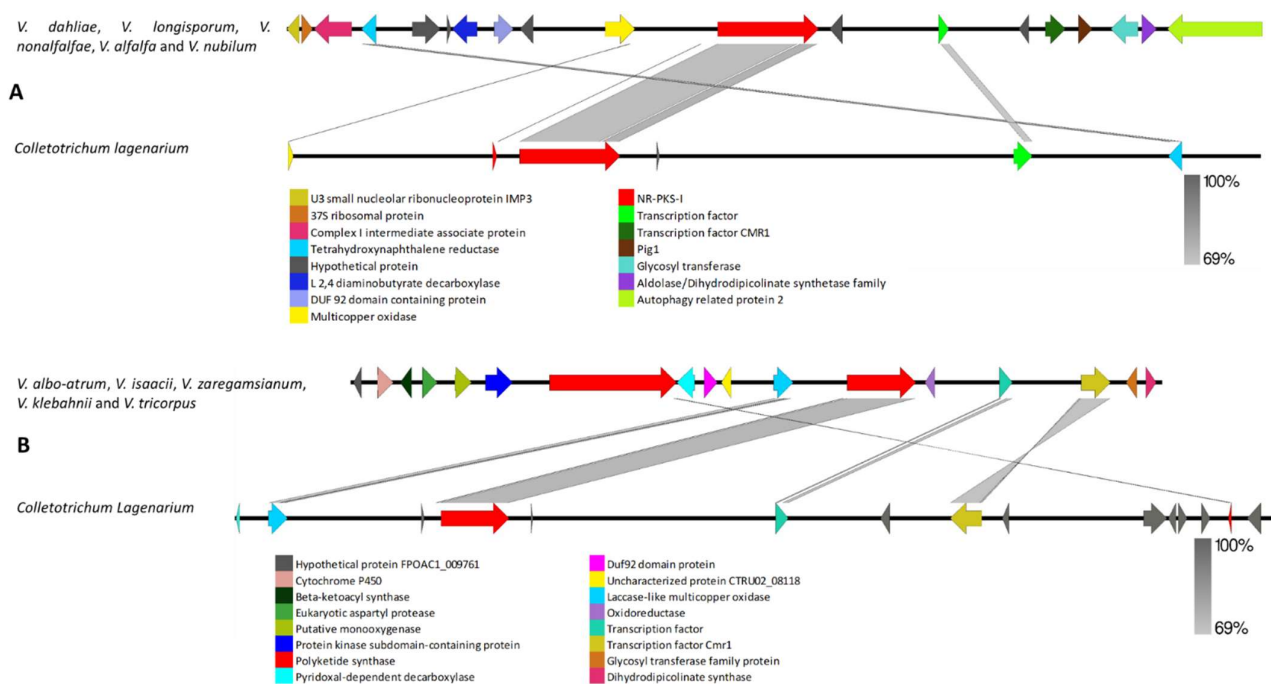 V. dahliae, V. longisporum, V.
nonalfalfae, V. alfalfa and V. nubilum
A
Colletotrichum lagenarium
100%
69%
U3 small nucleolar ribonucleoprotein IMP3
37S ribosomal protein
Complex I intermediate associate protein
Tetrahydroxynaphthalene reductase
Hypothetical protein
L 2,4 diaminobutyrate decarboxylase
DUF 92 domain containing protein
Multicopper oxidase
NR-PKS-I
Transcription factor
Transcription factor CMR1
Pig1
Glycosyl transferase
Aldolase/Dihydrodipicolinate synthetase family
Autophagy related protein 2
V. albo-atrum, V. isaacii, V. zaregamsianum,
V. klebahnii and V. tricorpus
B
Colletotrichum Lagenarium
100%
69%
Hypothetical protein FPOAC1_009761
Cytochrome P450
Beta-ketoacyl synthase
Eukaryotic aspartyl protease
Putative monooxygenase
Protein kinase subdomain-containing protein
Polyketide synthase
Pyridoxal-dependent decarboxylase
Duf92 domain protein
Uncharacterized protein CTRU02_08118
Laccase-like multicopper oxidase
Oxidoreductase
Transcription factor
Transcription factor Cmr1
Glycosyl transferase family protein
Dihydrodipicolinate synthase